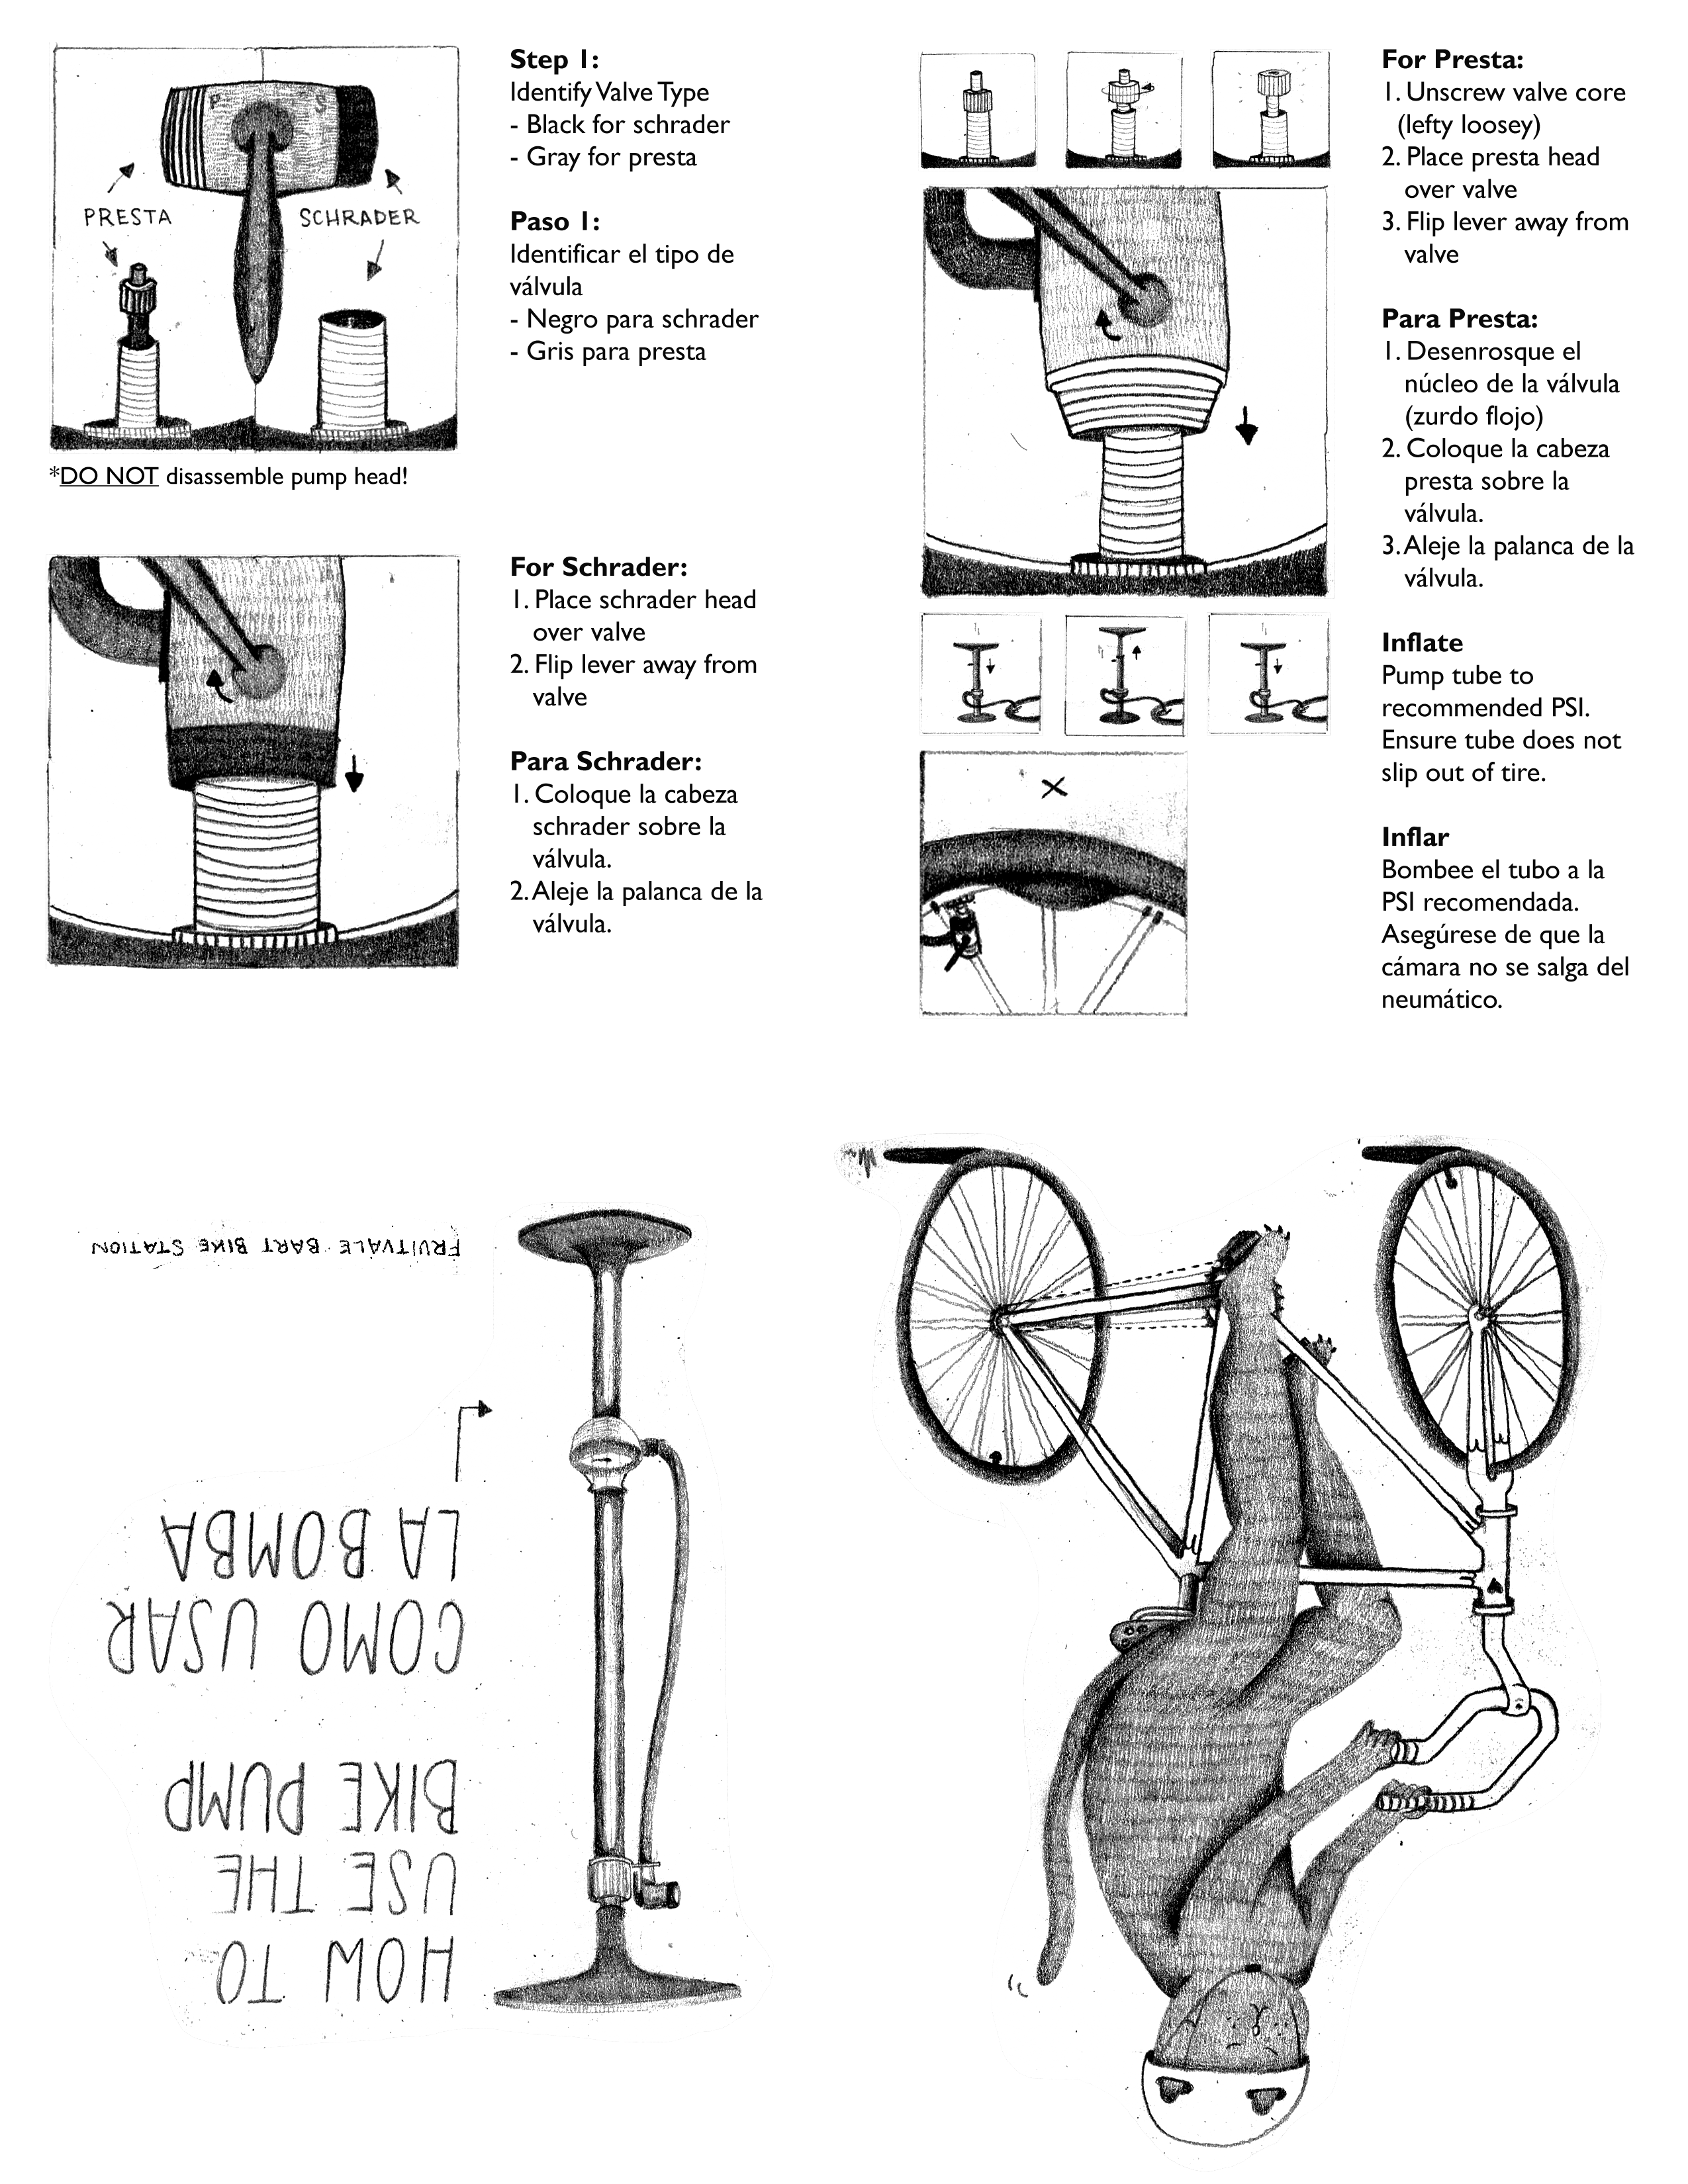 P S
PRESTA
SCHRADER
*DO NOT disassemble pump head!
Step 1:
Identify Valve Type
- Black for schrader
- Gray for presta
Paso 1:
Identificar el tipo de
válvula
- Negro para schrader
- Gris para presta
For Schrader:
1. Place schrader head
over valve
2. Flip lever away from
valve
Para Schrader:
1. Coloque la cabeza
schrader sobre la
válvula.
2. Aleje la palanca de la
válvula.
For Presta:
1. Unscrew valve core
(lefty loosey)
2. Place presta head
over valve
3. Flip lever away from
valve
Para Presta:
1. Desenrosque el
núcleo de la válvula
(zurdo flojo)
2. Coloque la cabeza
presta sobre la
válvula.
3. Aleje la palanca de la
válvula.
Inflate
Pump tube to
recommended PSI.
Ensure tube does not
slip out of tire.
Inflar
Bombee el tubo a la
PSI recomendada.
Asegúrese de que la
cámara no se salga del
neumático.
HOW TO
USE THE
BIKE PUMP
COMO USAR
LA BOMBA
FRUITVALE BART BIKE STATION